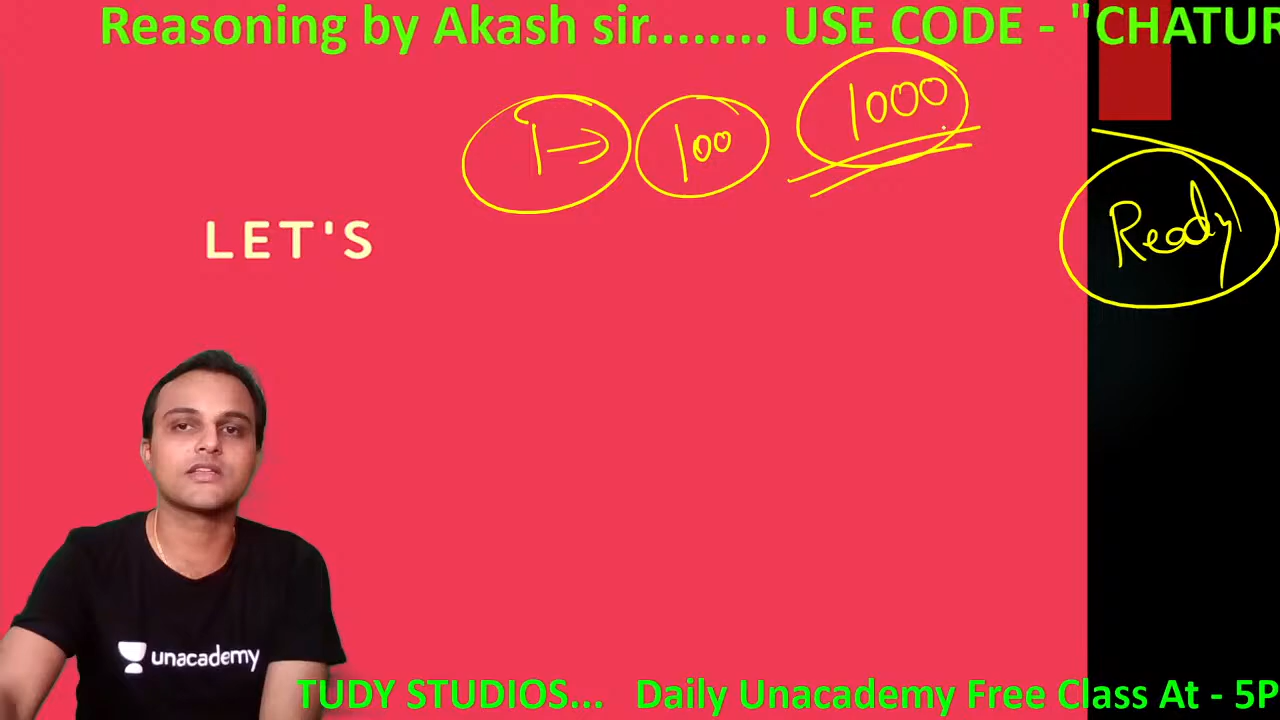 Reasoning by Akash sir........ USE CODE - "CHATUR
1 → 100 1000
Ready
LET'S
unacademy
TUDY STUDIOS... Daily Unacademy Free Class At - 5P